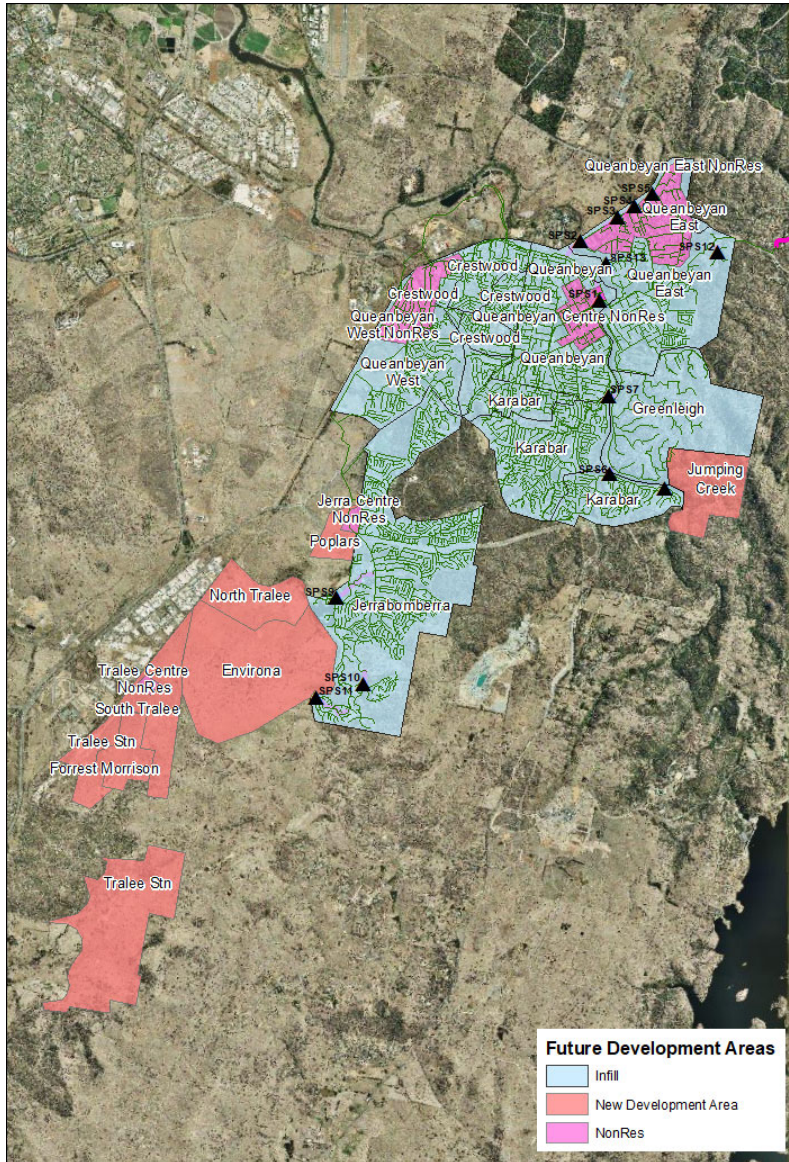 Queanbeyan East NonRes
SPS5
SPS4
SPS3
Queanbeyan
East
SPS2
SPS12
SPS13
Crestwood
Queanbeyan
Queanbeyan
East
Crestwood
Crestwood
SPS1
Queanbeyan
West NonRes
Queanbeyan
Centre NonRes
Crestwood
Queanbeyan
West
Queanbeyan
Karabar
SPS7
Greenleigh
Karabar
SPS6
Karabar
Jumping
Creek
Jerra Centre
NonRes
Poplars
North Tralee
SPS9
Jerrabomberra
Environa
Tralee Centre
NonRes
SPS10
SPS11
South Tralee
Tralee Stn
Forrest Morrison
Tralee Stn
Future Development Areas
Infill
New Development Area
NonRes